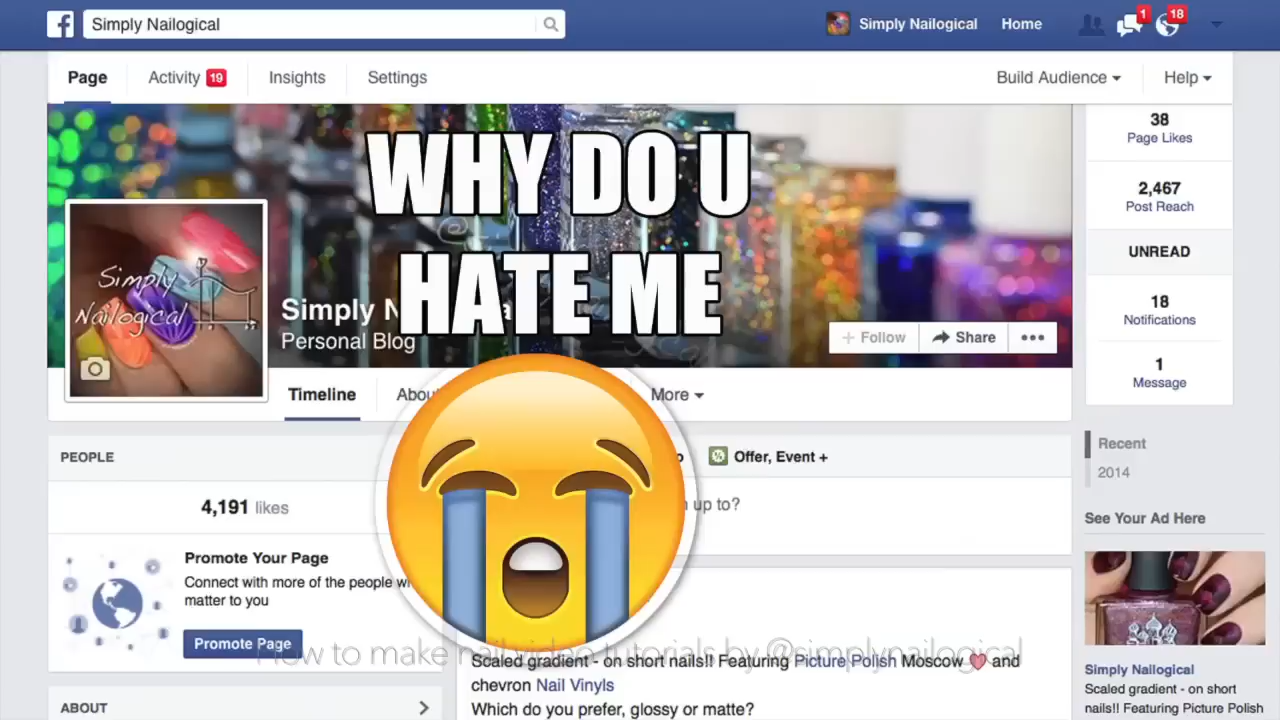 Simply Nailogical
Simply Nailogical
Home
1
18
Page
Activity 19
Insights
Settings
Build Audience
Help
WHY DO U
HATE ME
Simply
Nailogical
Simply N
Personal Blog
+ Follow
Share
38
Page Likes
2,467
Post Reach
UNREAD
18
Notifications
1
Message
Timeline
Abou
More
Recent
2014
PEOPLE
4,191 likes
Offer, Event +
up to?
Promote Your Page
Connect with more of the people w
matter to you
Promote Page
See Your Ad Here
Simply Nailogical
Scaled gradient - on short
nails!! Featuring Picture Polish
How to make nail video tutorials by @simplynailogical
Scaled gradient - on short nails!! Featuring Picture Polish Moscow ❤ and
chevron Nail Vinyls
Which do you prefer, glossy or matte?
ABOUT